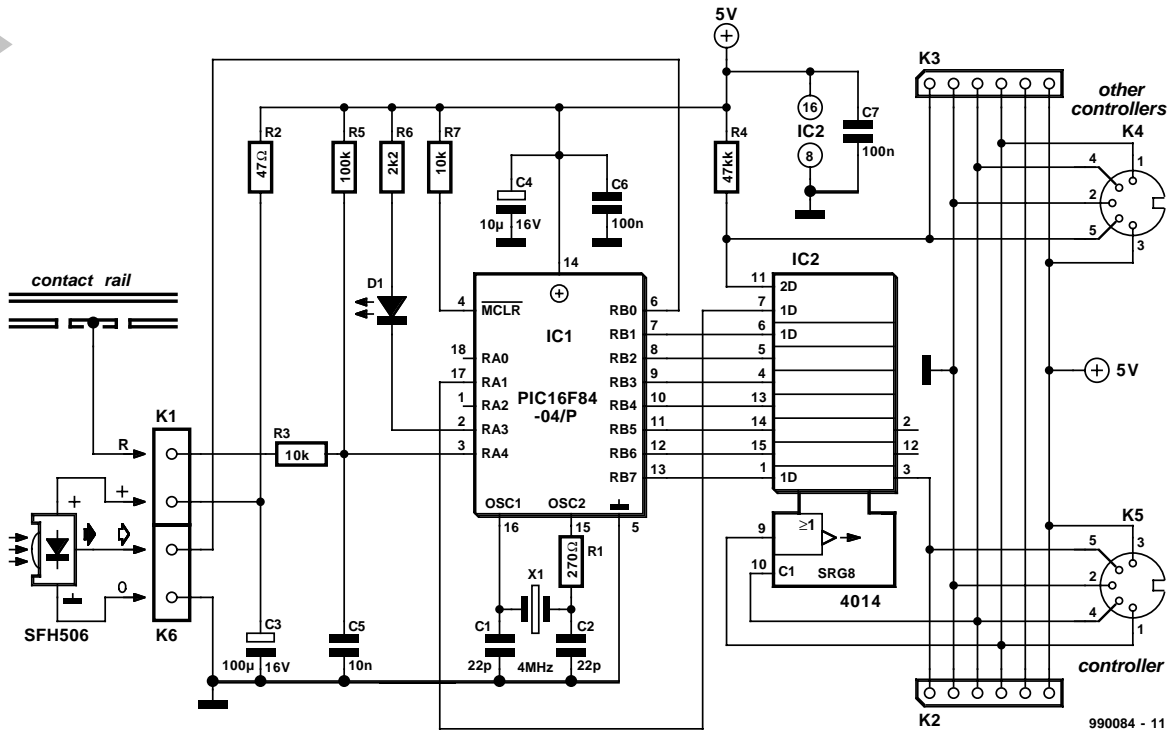 5V
K3
other
controllers
K4
1
4
2
5
3
R2
47Ω
R5
100k
R6
2k2
R7
10k
C4
10µ
16V
C6
100n
R4
47kk
16
IC2
8
C7
100n
contact rail
D1
14
4
MCLR
IC1
PIC16F84
-04/P
18
RA0
17
RA1
1
RA2
2
RA3
3
RA4
RB0
6
RB1
7
RB2
8
RB3
9
RB4
10
RB5
11
RB6
12
RB7
13
OSC1
OSC2
16
15
5
IC2
11
2D
7
1D
6
1D
5
4
13
14
2
15
12
1
1D
3
9
≥1
10
C1
SRG8
4014
5V
K1
R
+
+
0
K6
SFH506
R3
10k
C3
100µ
16V
C5
10n
R1
270Ω
X1
C1
22p
4MHz
C2
22p
K5
5
3
2
4
1
controller
K2
990084 - 11